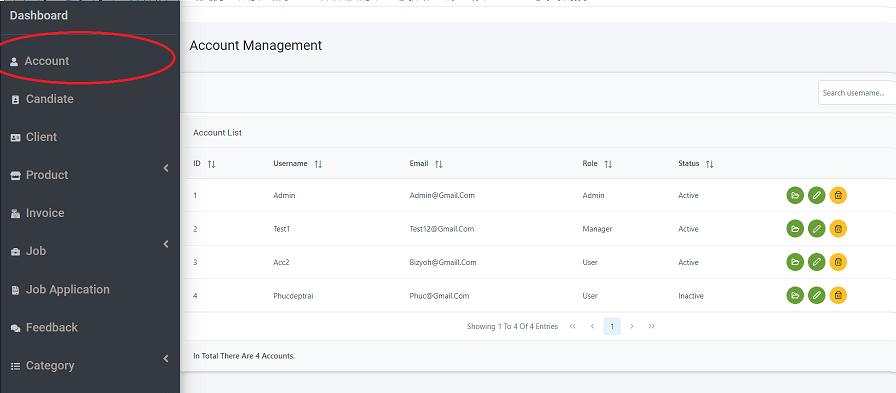 Dashboard
Account
Candiate
Client
Product
Invoice
Job
Job Application
Feedback
Category
Account Management
Search username...
Account List
ID Username Email Role Status
1 Admin Admin@Gmail.Com Admin Active
2 Test1 Test12@Gmail.Com Manager Active
3 Acc2 Bizyoh@Gmaill.Com User Active
4 Phucdeptrai Phuc@Gmail.Com User Inactive
Showing 1 To 4 Of 4 Entries « ‹ 1 › »
In Total There Are 4 Accounts.